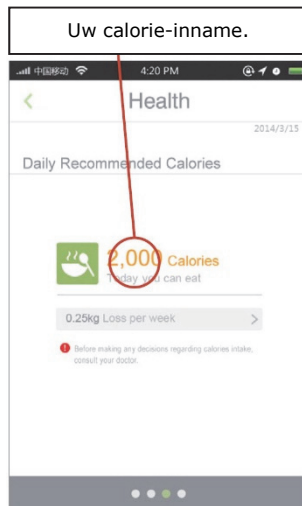 Uw calorie-inname.
中国移动 4:20 PM
Health
2014/3/15
Daily Recommended Calories
2,000 Calories
Today you can eat
0.25kg Loss per week
Before making any decisions regarding calories intake,
consult your doctor.